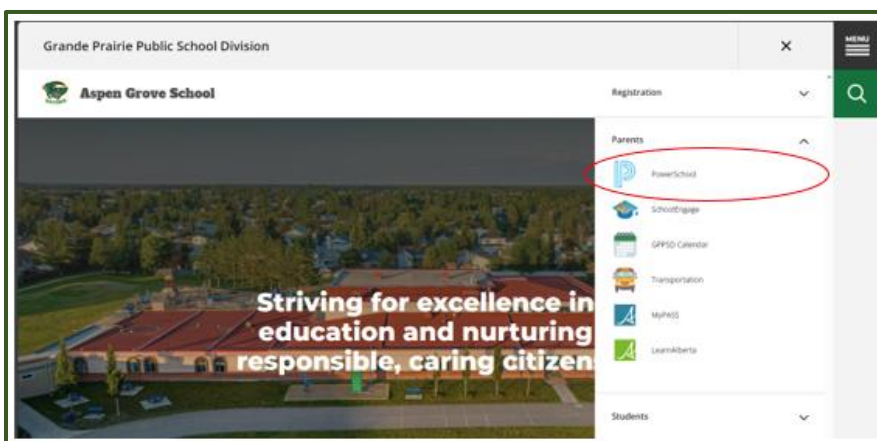 Grande Prairie Public School Division
MENU
Aspen Grove School
Registration
Parents
PowerSchool
SchoolEngage
GPPSD Calendar
Transportation
MyPASS
LearnAlberta
Striving for excellence in
education and nurturing
responsible, caring citizen
Students